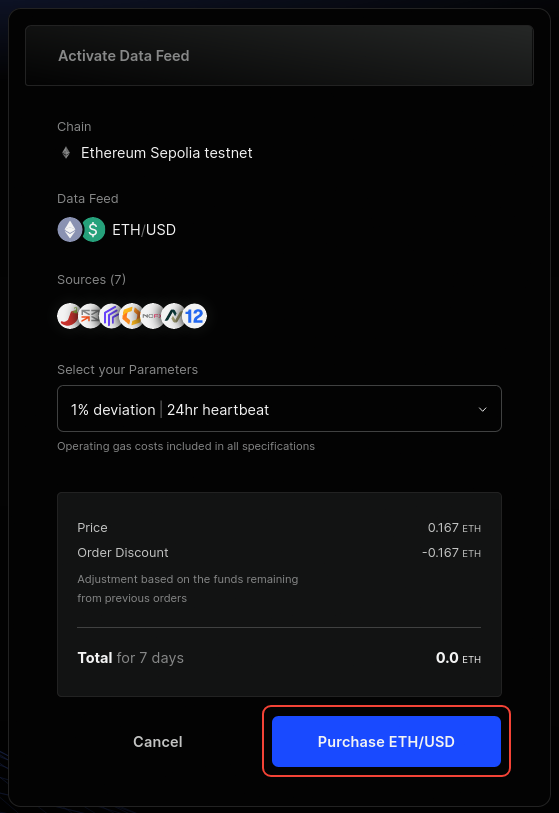 Activate Data Feed
Chain
Ethereum Sepolia testnet
Data Feed
ETH/USD
Sources (7)
12
Select your Parameters
1% deviation | 24hr heartbeat
Operating gas costs included in all specifications
Price 0.167 ETH
Order Discount -0.167 ETH
Adjustment based on the funds remaining
from previous orders
Total for 7 days 0.0 ETH
Cancel Purchase ETH/USD